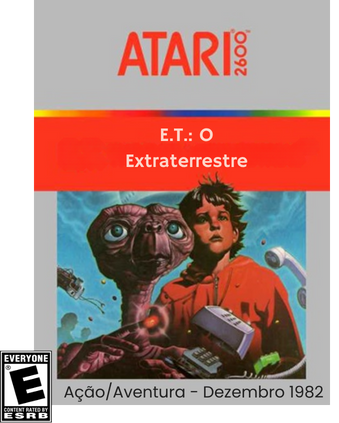 ATARI 2600
E.T.: O
Extraterrestre
EVERYONE
E
CONTENT RATED BY
ESRB
Ação/Aventura - Dezembro 1982